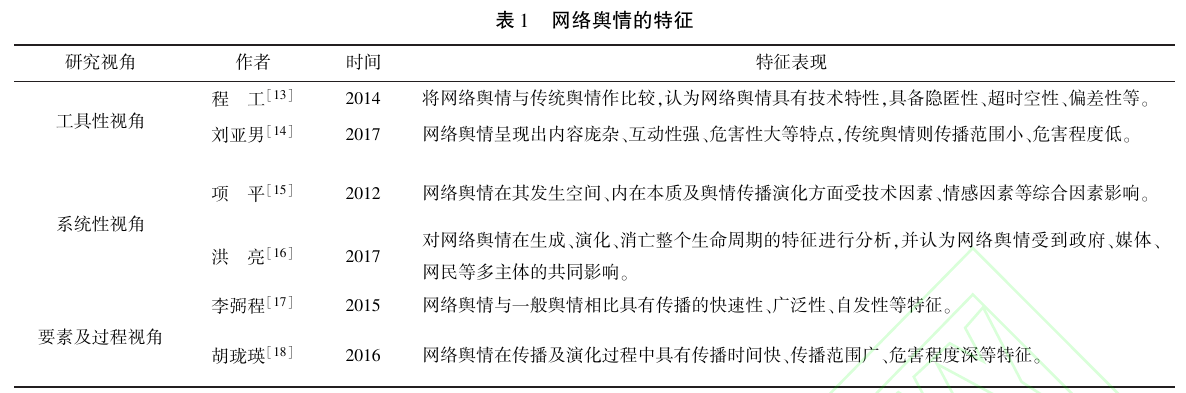 表 1 网络舆情的特征
研究视角 作者 时间 特征表现
工具性视角
程 工[13] 2014 将网络舆情与传统舆情作比较,认为网络舆情具有技术特性,具备隐匿性、超时空性、偏差性等。
刘亚男[14] 2017 网络舆情呈现出内容庞杂、互动性强、危害性大等特点,传统舆情则传播范围小、危害程度低。
系统性视角
项 平[15] 2012 网络舆情在其发生空间、内在本质及舆情传播演化方面受技术因素、情感因素等综合因素影响。
洪 亮[16] 2017 对网络舆情在生成、演化、消亡整个生命周期的特征进行分析,并认为网络舆情受到政府、媒体、
网民等多主体的共同影响。
要素及过程视角
李弼程[17] 2015 网络舆情与一般舆情相比具有传播的快速性、广泛性、自发性等特征。
胡珑瑛[18] 2016 网络舆情在传播及演化过程中具有传播时间快、传播范围广、危害程度深等特征。